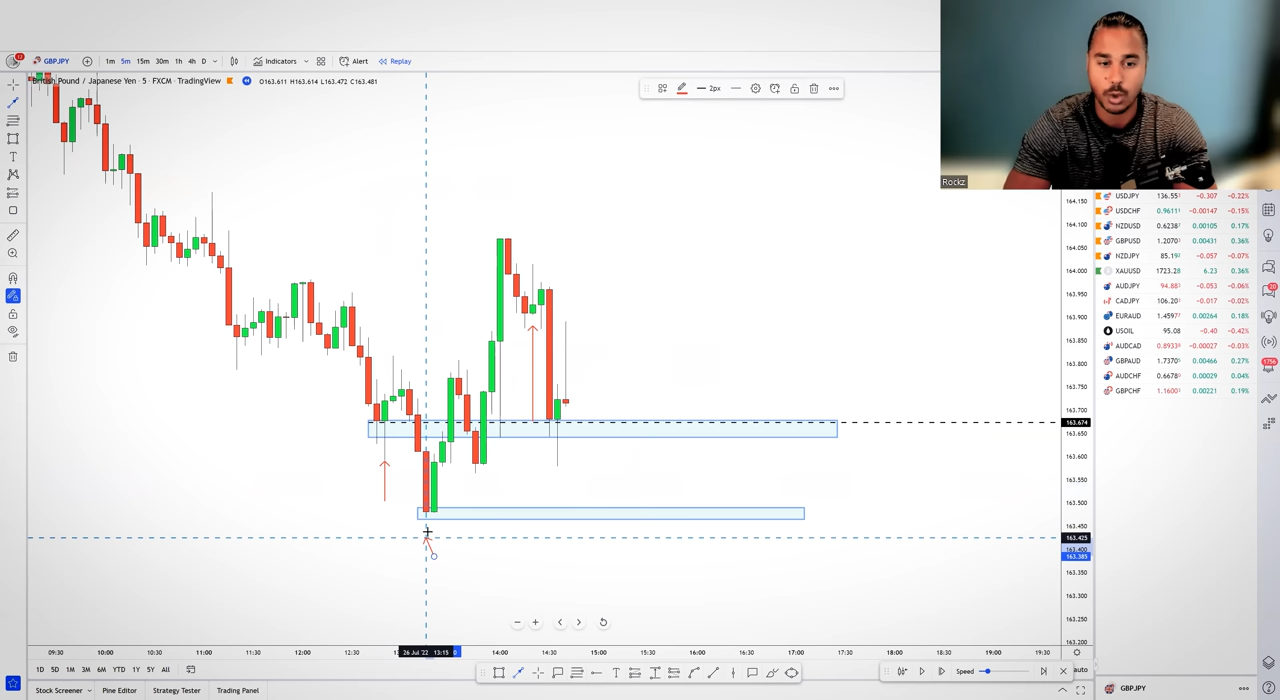 GBPJPY 1m 5m 15m 30m 1h 4h D Indicators Alert Replay
British Pound / Japanese Yen · 5 · FXCM · TradingView O163.611 H163.614 L163.472 C163.481
2px
Rockz
USDJPY 136.55 −0.307 −0.22%
USDCHF 0.9611 −0.00147 −0.15%
NZDUSD 0.6238 0.00105 0.17%
GBPUSD 1.2070 0.00431 0.36%
NZDJPY 85.19 −0.057 −0.07%
XAUUSD 1723.28 6.23 0.36%
AUDJPY 94.88 −0.053 −0.06%
CADJPY 106.20 −0.017 −0.02%
EURAUD 1.4597 0.00264 0.18%
USOIL 95.08 −0.40 −0.42%
AUDCAD 0.8933 −0.00027 −0.03%
GBPAUD 1.7370 0.00466 0.27%
AUDCHF 0.6678 0.00029 0.04%
GBPCHF 1.1600 0.00221 0.19%
164.150
164.100
164.050
164.000
163.950
163.900
163.850
163.800
163.750
163.700
163.674
163.650
163.600
163.550
163.500
163.450
163.425
163.400
163.385
163.350
163.300
163.250
163.200
09:30 10:00 10:30 11:00 11:30 12:00 12:30 26 Jul '22 13:15 14:00 14:30 15:00 15:30 16:00 16:30 17:00 17:30 18:00 18:30 19:00 19:30
1D 5D 1M 3M 6M YTD 1Y 5Y All
Speed
auto
Stock Screener Pine Editor Strategy Tester Trading Panel
GBPJPY